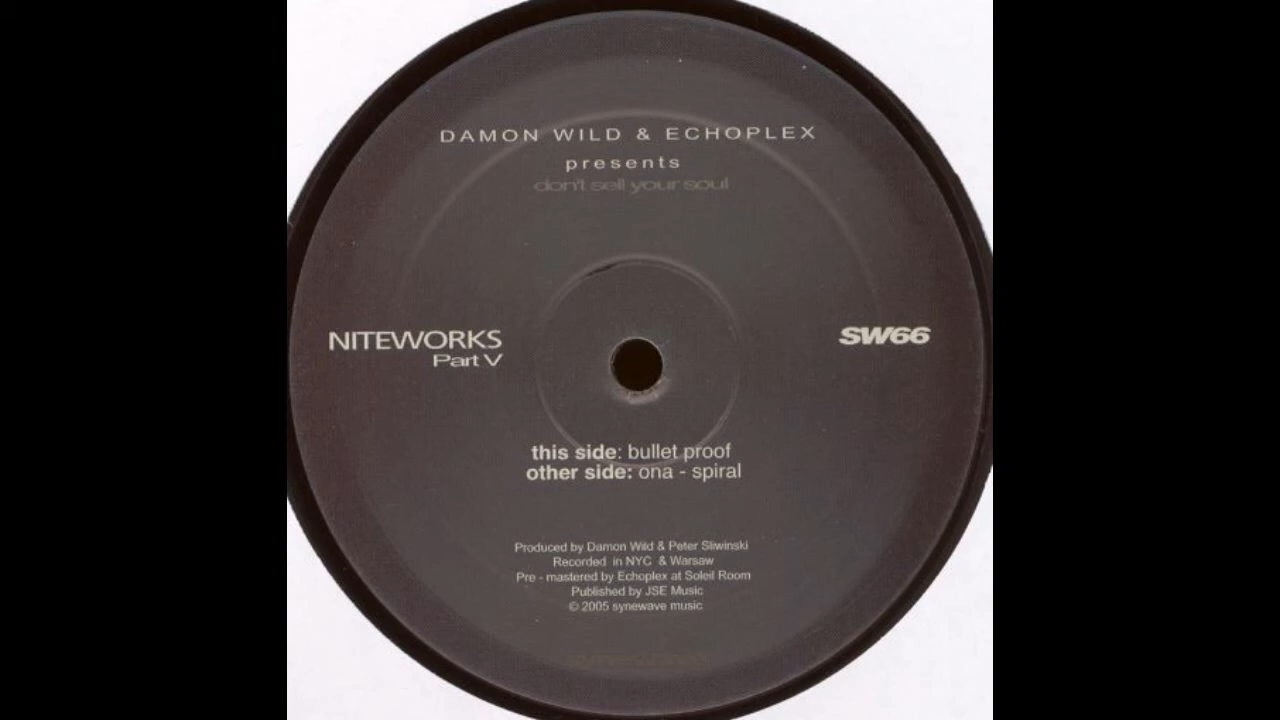 DAMON WILD & ECHOPLEX
presents
don't sell your soul
NITEWORKS
Part V
SW66
this side: bullet proof
other side: ona - spiral
Produced by Damon Wild & Peter Sliwinski
Recorded in NYC & Warsaw
Pre - mastered by Echoplex at Soleil Room
Published by JSE Music
© 2005 synewave music